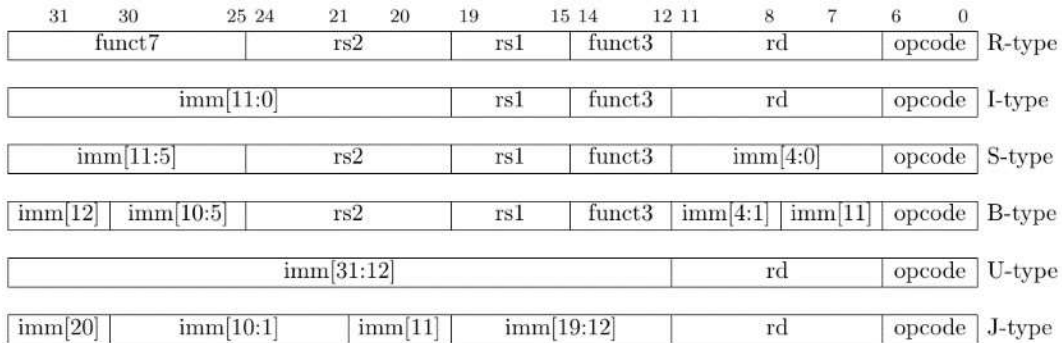 31 30 25 24 21 20 19 15 14 12 11 8 7 6 0
funct7 rs2 rs1 funct3 rd opcode R-type
imm[11:0] rs1 funct3 rd opcode I-type
imm[11:5] rs2 rs1 funct3 imm[4:0] opcode S-type
imm[12] imm[10:5] rs2 rs1 funct3 imm[4:1] imm[11] opcode B-type
imm[31:12] rd opcode U-type
imm[20] imm[10:1] imm[11] imm[19:12] rd opcode J-type